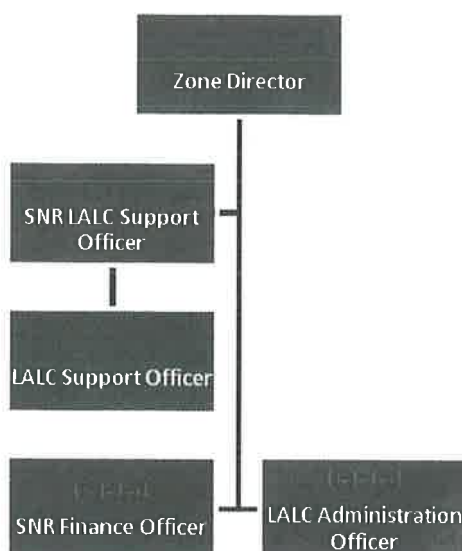 Zone Director
SNR LALC Support
Officer
LALC Support Officer
SNR Finance Officer
LALC Administration
Officer